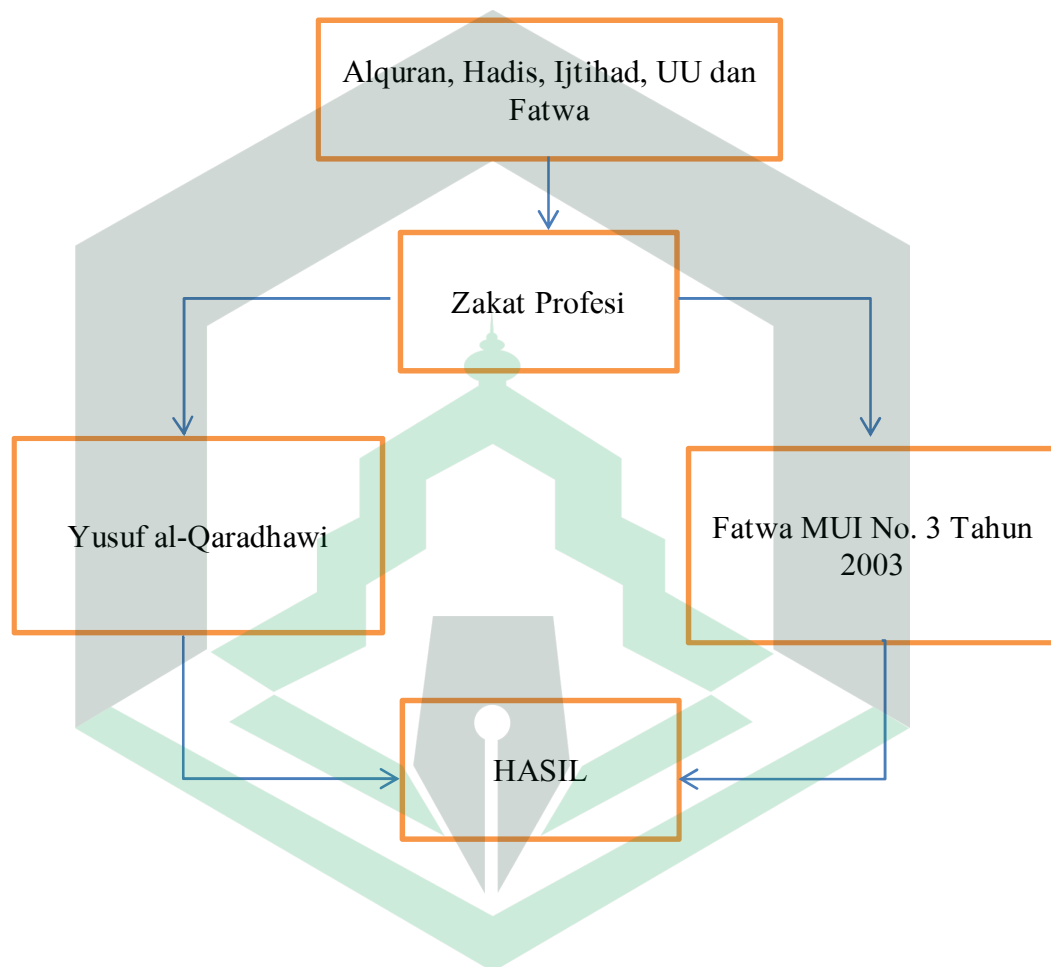 Alquran, Hadis, Ijtihad, UU dan
Fatwa
Zakat Profesi
Yusuf al-Qaradhawi
Fatwa MUI No. 3 Tahun
2003
HASIL